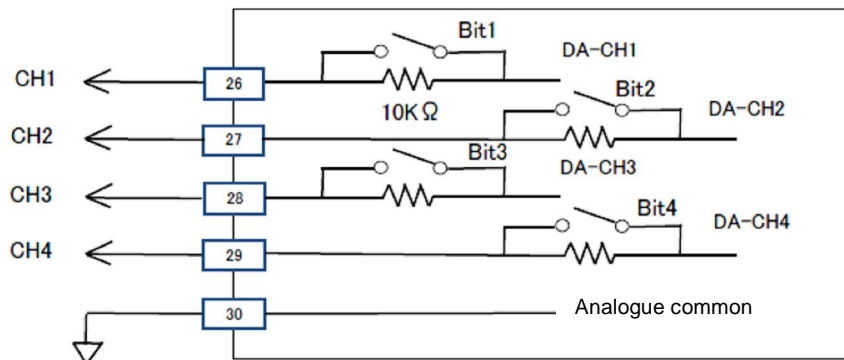 Bit1
DA-CH1
CH1
26
10KΩ
Bit2
DA-CH2
CH2
27
Bit3
DA-CH3
CH3
28
Bit4
DA-CH4
CH4
29
30
Analogue common